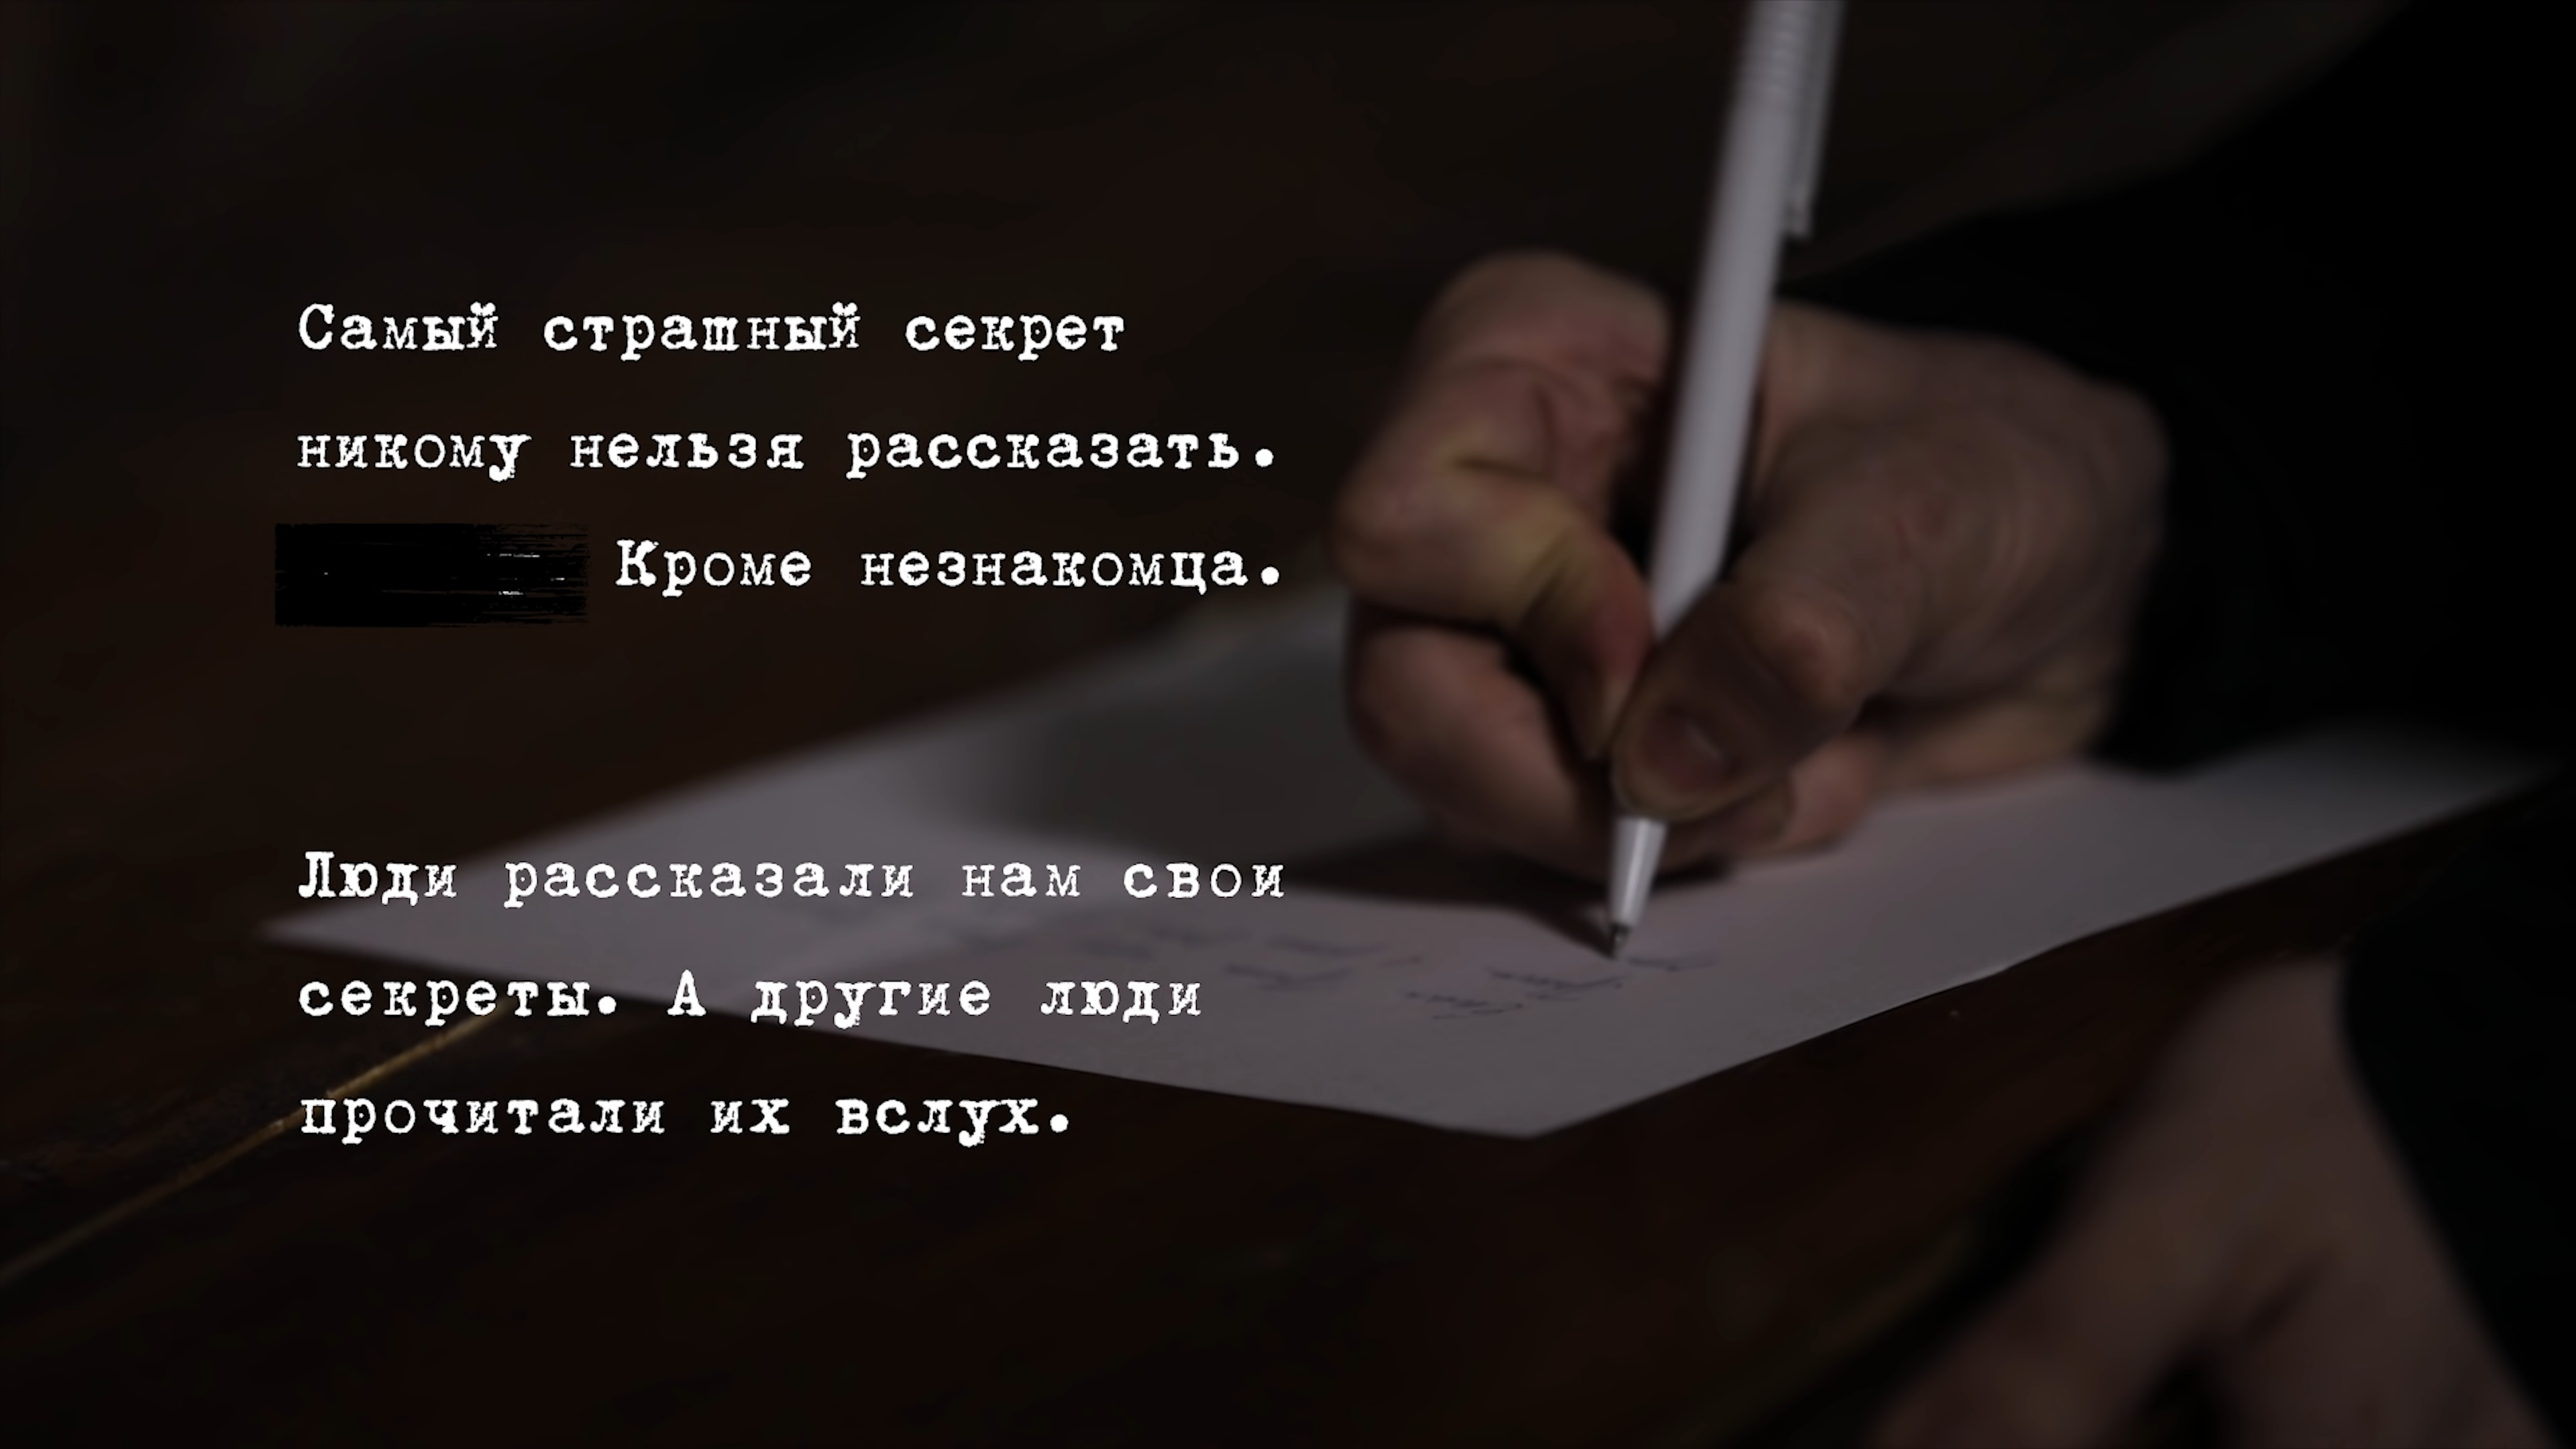 Самый страшный секрет
никому нельзя рассказать.
Кроме незнакомца.
Люди рассказали нам свои
секреты. А другие люди
прочитали их вслух.